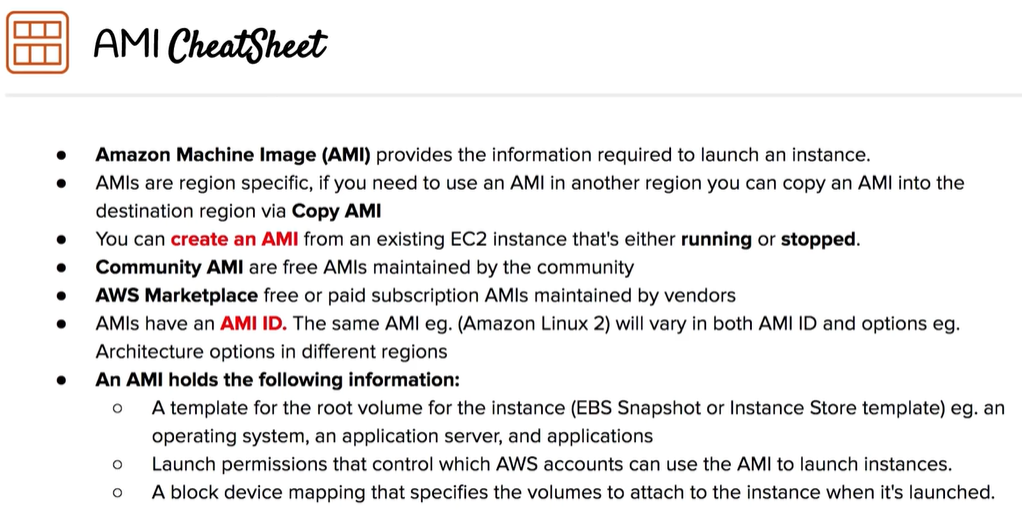 AMI CheatSheet
● Amazon Machine Image (AMI) provides the information required to launch an instance.
● AMIs are region specific, if you need to use an AMI in another region you can copy an AMI into the
destination region via Copy AMI
● You can create an AMI from an existing EC2 instance that's either running or stopped.
● Community AMI are free AMIs maintained by the community
● AWS Marketplace free or paid subscription AMIs maintained by vendors
● AMIs have an AMI ID. The same AMI eg. (Amazon Linux 2) will vary in both AMI ID and options eg.
Architecture options in different regions
● An AMI holds the following information:
○ A template for the root volume for the instance (EBS Snapshot or Instance Store template) eg. an
operating system, an application server, and applications
○ Launch permissions that control which AWS accounts can use the AMI to launch instances.
○ A block device mapping that specifies the volumes to attach to the instance when it's launched.